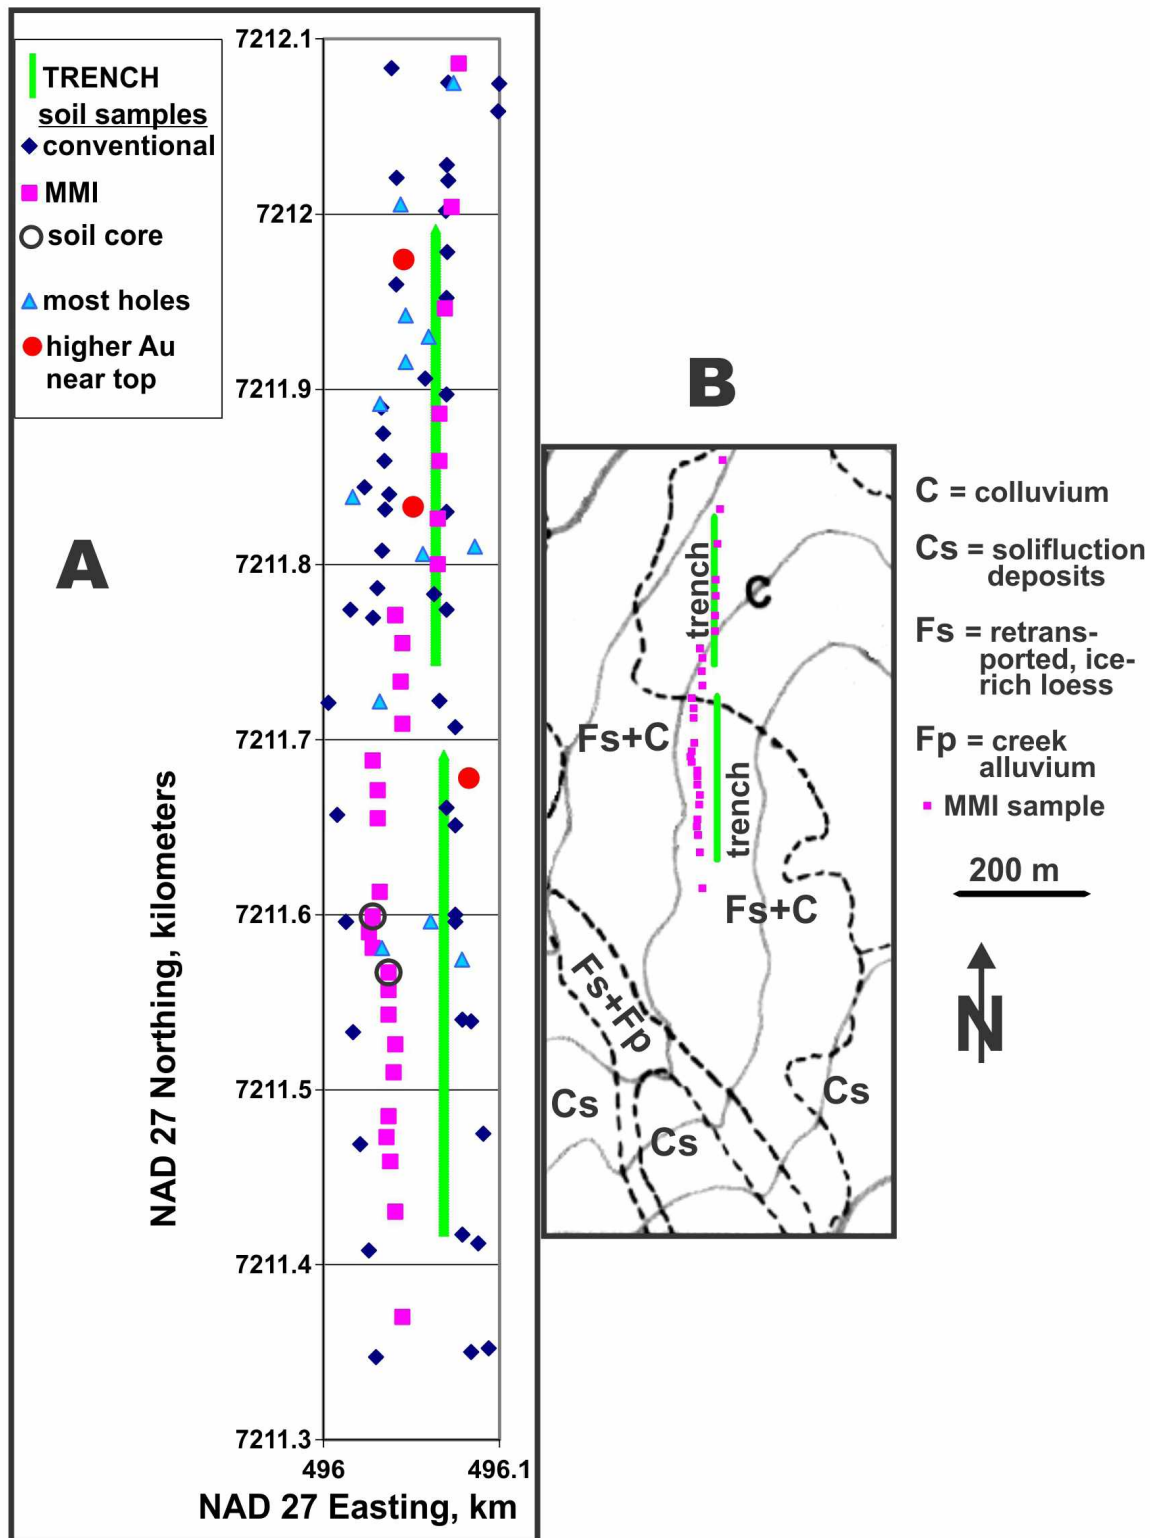 TRENCH
soil samples
conventional
MMI
soil core
most holes
higher Au
near top
A
NAD 27 Northing, kilometers
7212.1
7212
7211.9
7211.8
7211.7
7211.6
7211.5
7211.4
7211.3
496
496.1
NAD 27 Easting, km
B
trench
C
Fs+C
trench
Fs+C
Fs+Fp
Cs
Cs
Cs
C = colluvium
Cs = solifluction
deposits
Fs = retrans-
ported, ice-
rich loess
Fp = creek
alluvium
MMI sample
200 m
N